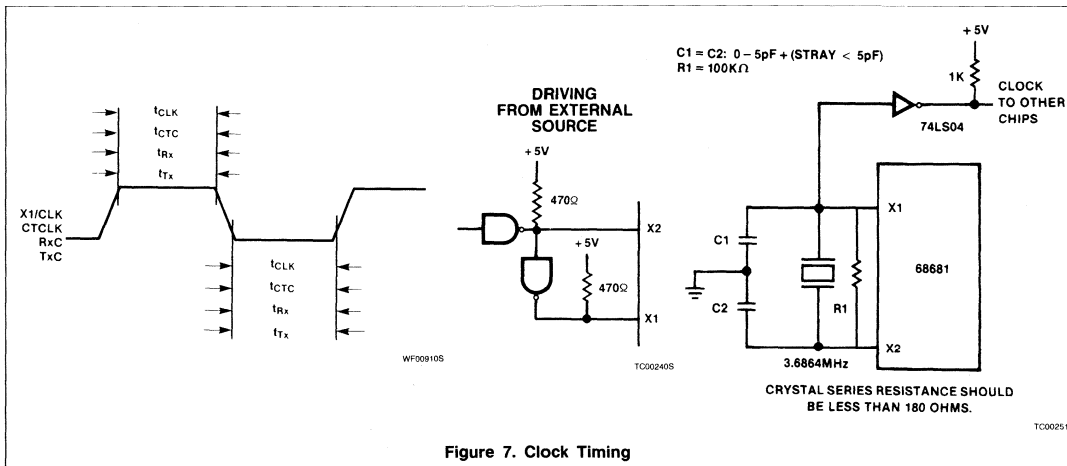 tCLK
tCTC
tRx
tTx
X1/CLK
CTCLK
RxC
TxC
tCLK
tCTC
tRx
tTx
WF00910S
DRIVING
FROM EXTERNAL
SOURCE
+5V
470Ω
X2
+5V
470Ω
X1
TC00240S
C1 = C2: 0 – 5pF + (STRAY < 5pF)
R1 = 100KΩ
+5V
1K
CLOCK
TO OTHER
CHIPS
74LS04
X1
C1
68681
C2
R1
X2
3.6864MHz
CRYSTAL SERIES RESISTANCE SHOULD
BE LESS THAN 180 OHMS.
TC00251
Figure 7. Clock Timing